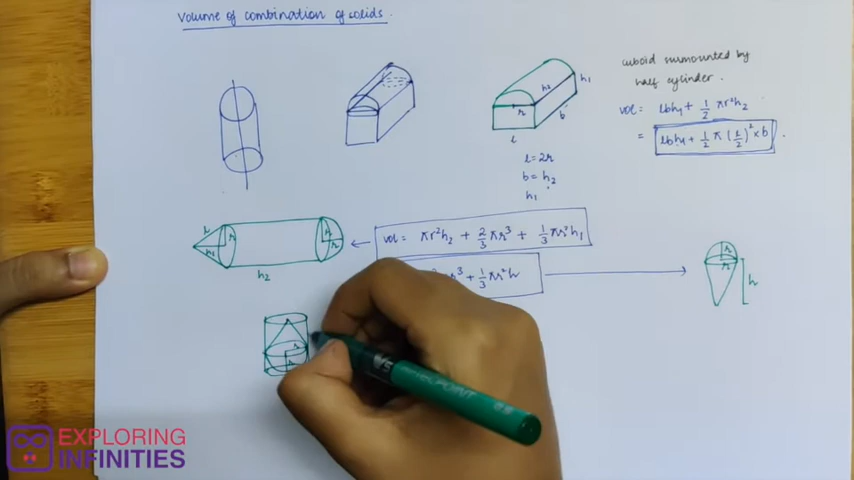 Volume of combination of solids.
cuboid surmounted by
half cylinder.
vol = lbh₁ + 1/2 πr²h₂
= lbh₁ + 1/2 π (l/2)² × b
h₂ h₁
r b
l
l = 2r
b = h₂
h₁
l h₁ r h₂ r r
vol = πr²h₂ + 2/3 πr³ + 1/3 πr²h₁
r³ + 1/3 πr²h
r r h
r
V5
EXPLORING
INFINITIES